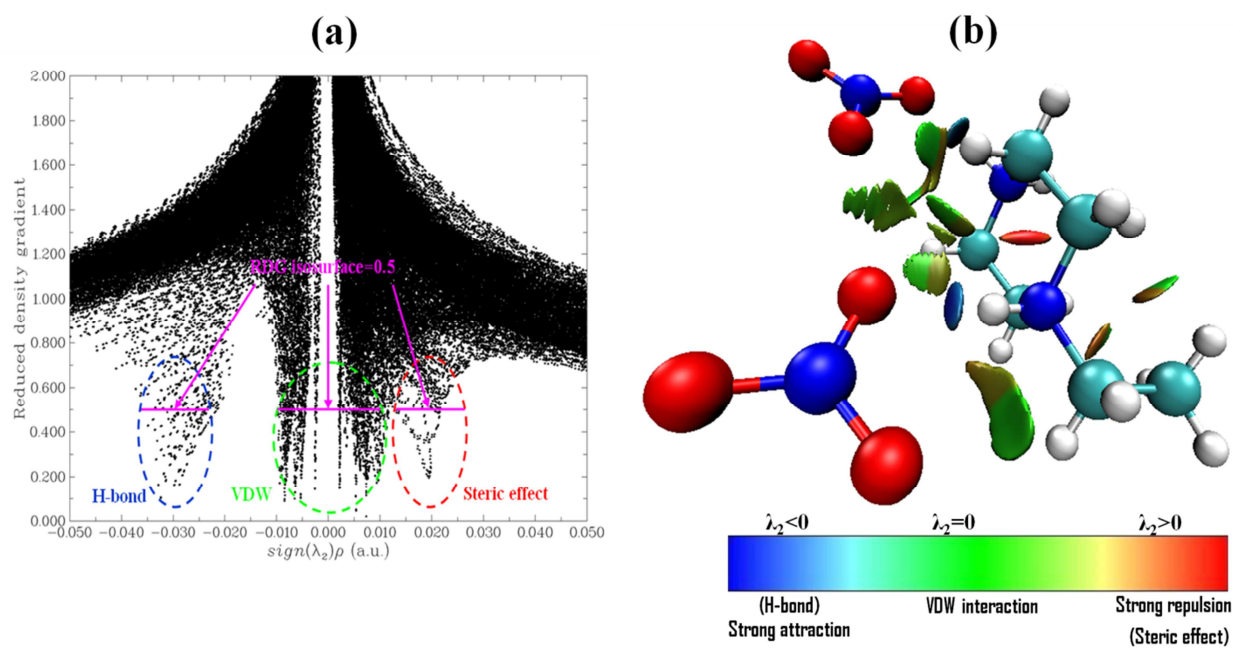 (a)
(b)
2.000
1.800
1.600
1.400
1.200
1.000
0.800
0.600
0.400
0.200
0.000
Reduced density gradient
RDG isosurface=0.5
H-bond
VDW
Steric effect
-0.050 -0.040 -0.030 -0.020 -0.010 0.000 0.010 0.020 0.030 0.040 0.050
sign(λ₂)ρ (a.u.)
λ₂<0 λ₂=0 λ₂>0
(H-bond) VDW interaction Strong repulsion
Strong attraction (Steric effect)